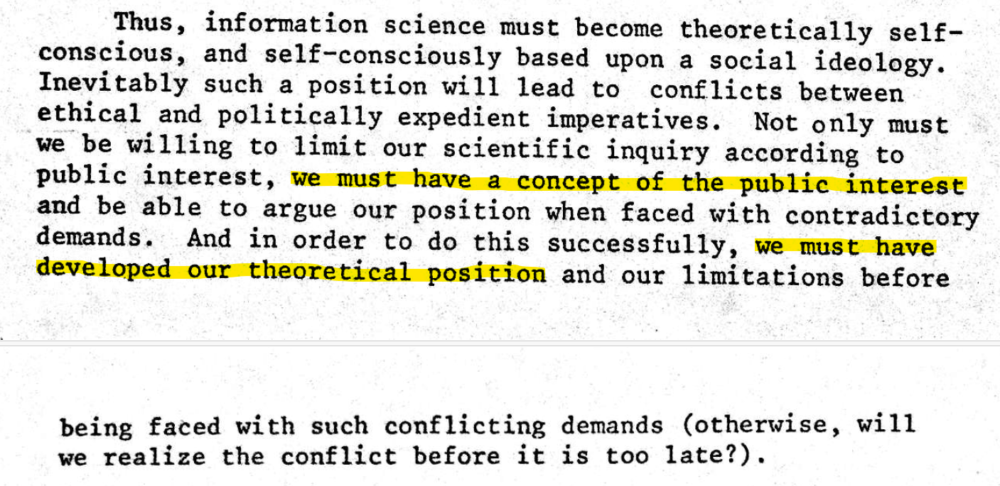 Thus, information science must become theoretically self-
conscious, and self-consciously based upon a social ideology.
Inevitably such a position will lead to conflicts between
ethical and politically expedient imperatives. Not only must
we be willing to limit our scientific inquiry according to
public interest, we must have a concept of the public interest
and be able to argue our position when faced with contradictory
demands. And in order to do this successfully, we must have
developed our theoretical position and our limitations before
being faced with such conflicting demands (otherwise, will
we realize the conflict before it is too late?).